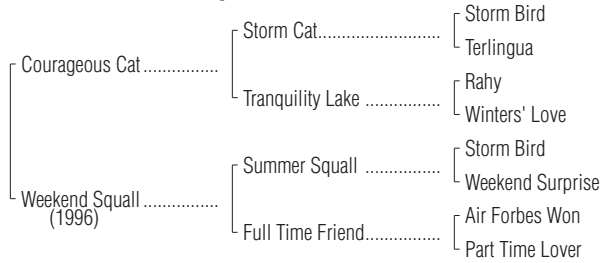 Storm Bird
Storm Cat........................
Terlingua
Courageous Cat...............
Rahy
Tranquility Lake ...............
Winters' Love
Storm Bird
Summer Squall ...............
Weekend Surprise
Weekend Squall ...............
(1996)
Air Forbes Won
Full Time Friend...............
Part Time Lover